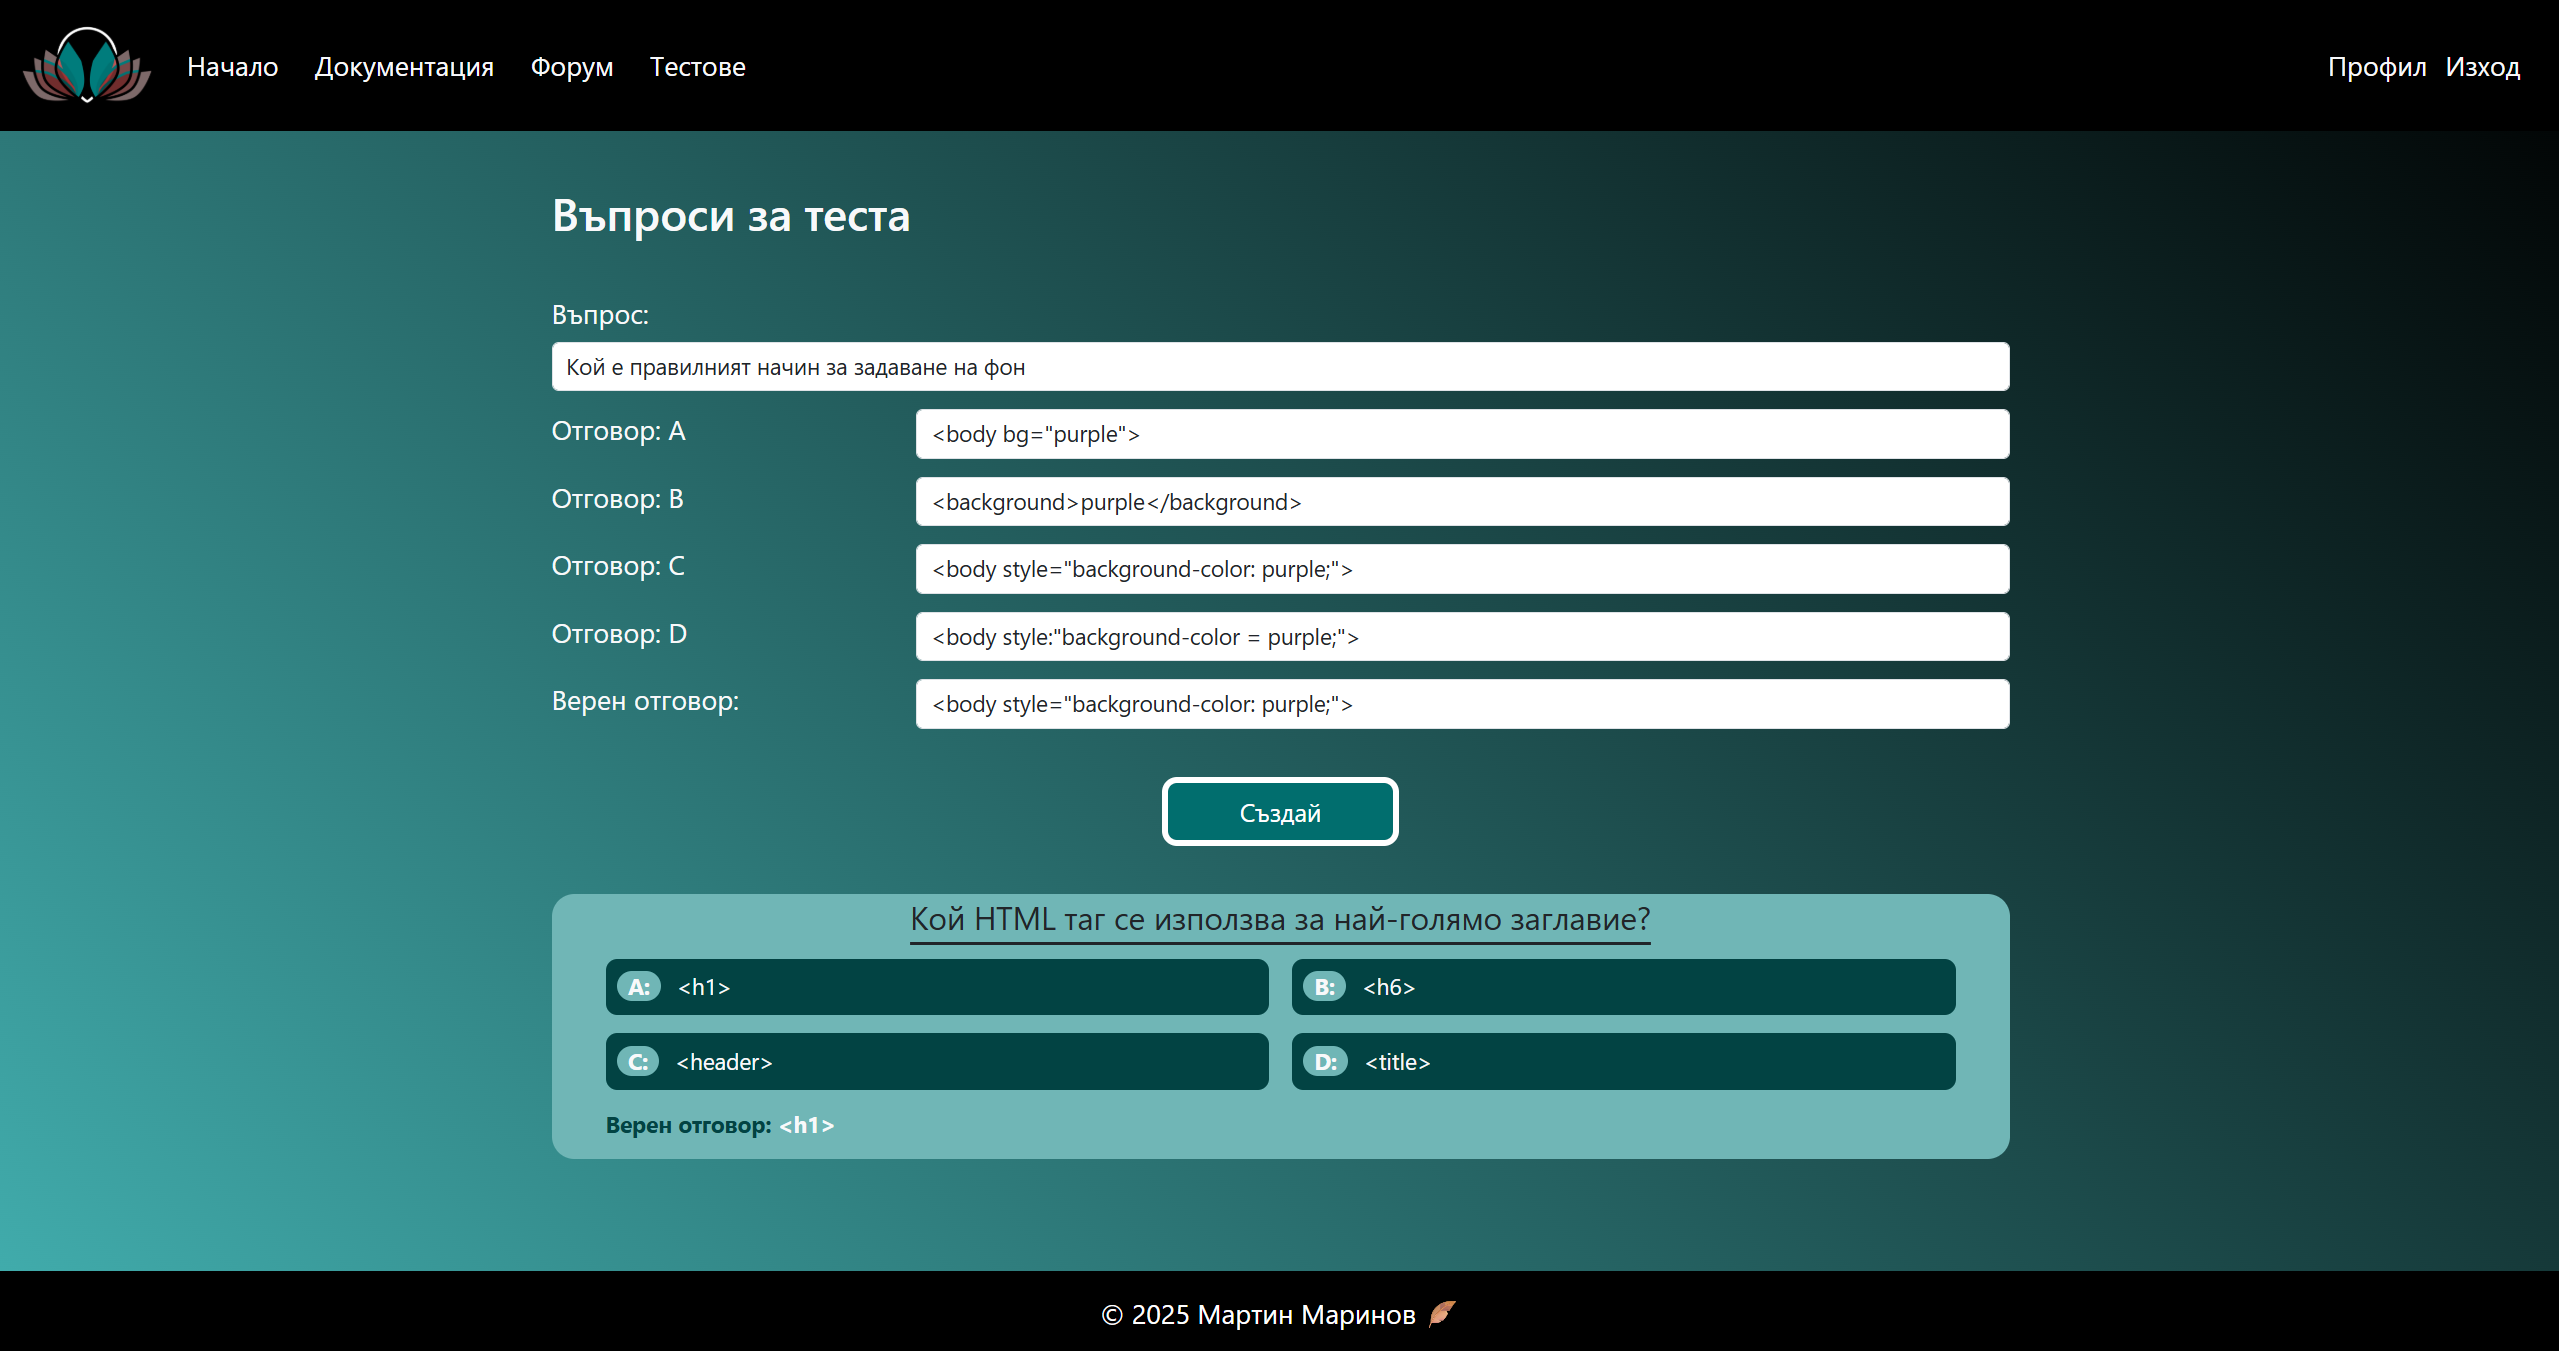 Начало Документация Форум Тестове Профил Изход
Въпроси за теста
Въпрос:
Кой е правилният начин за задаване на фон
Отговор: A <body bg="purple">
Отговор: B <background>purple</background>
Отговор: C <body style="background-color: purple;">
Отговор: D <body style:"background-color = purple;">
Верен отговор: <body style="background-color: purple;">
Създай
Кой HTML таг се използва за най-голямо заглавие?
A: <h1> B: <h6>
C: <header> D: <title>
Верен отговор: <h1>
© 2025 Мартин Маринов